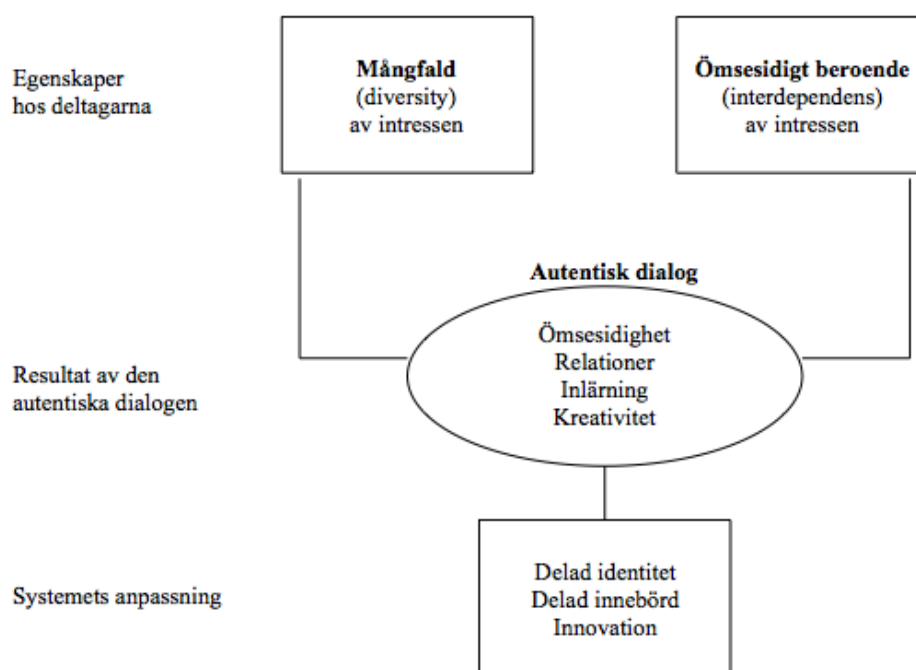 Egenskaper
hos deltagarna
Mångfald
(diversity)
av intressen
Ömsesidigt beroende
(interdependens)
av intressen
Autentisk dialog
Resultat av den
autentiska dialogen
Ömsesidighet
Relationer
Inlärning
Kreativitet
Systemets anpassning
Delad identitet
Delad innebörd
Innovation